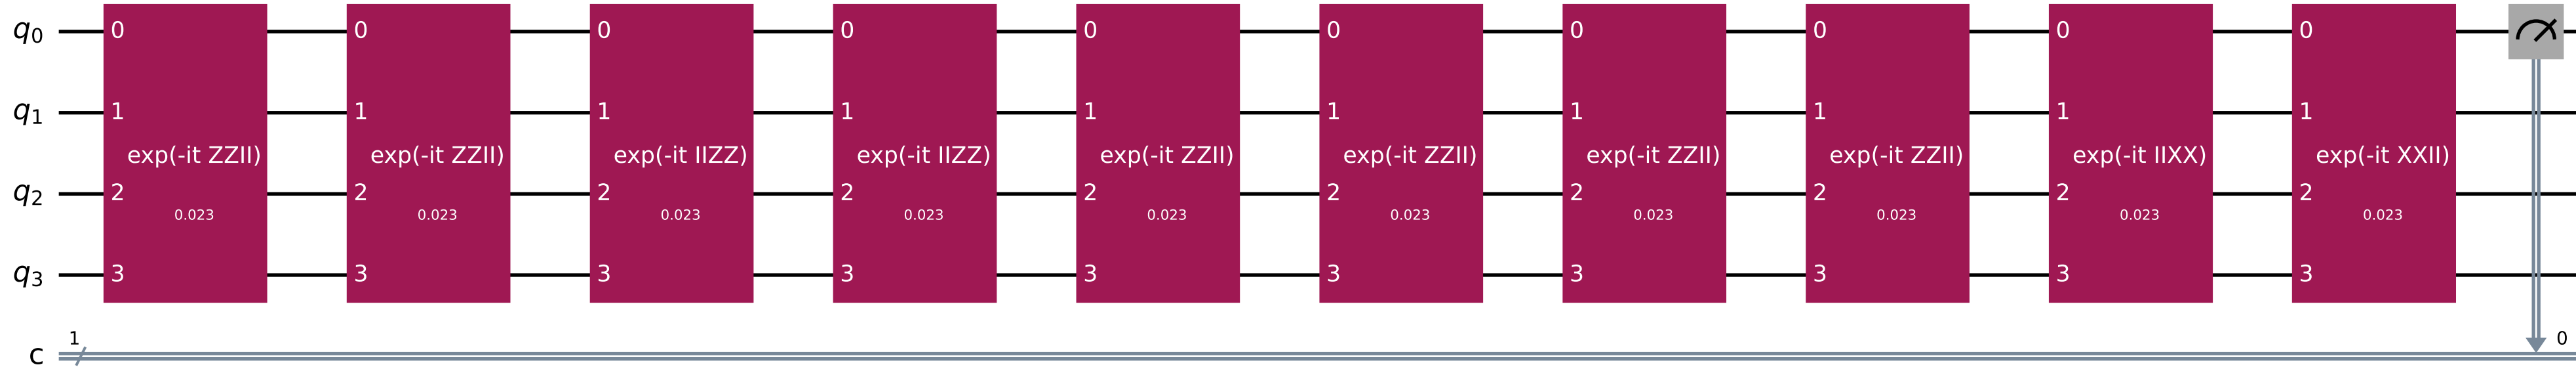 q0 0 0 0 0 0 0 0 0 0 0
q1 1 1 1 1 1 1 1 1 1 1
exp(-it ZZII) exp(-it ZZII) exp(-it IIZZ) exp(-it IIZZ) exp(-it ZZII) exp(-it ZZII) exp(-it ZZII) exp(-it ZZII) exp(-it IIXX) exp(-it XXII)
q2 2 2 2 2 2 2 2 2 2 2
0.023 0.023 0.023 0.023 0.023 0.023 0.023 0.023 0.023 0.023
q3 3 3 3 3 3 3 3 3 3 3
1 0
c